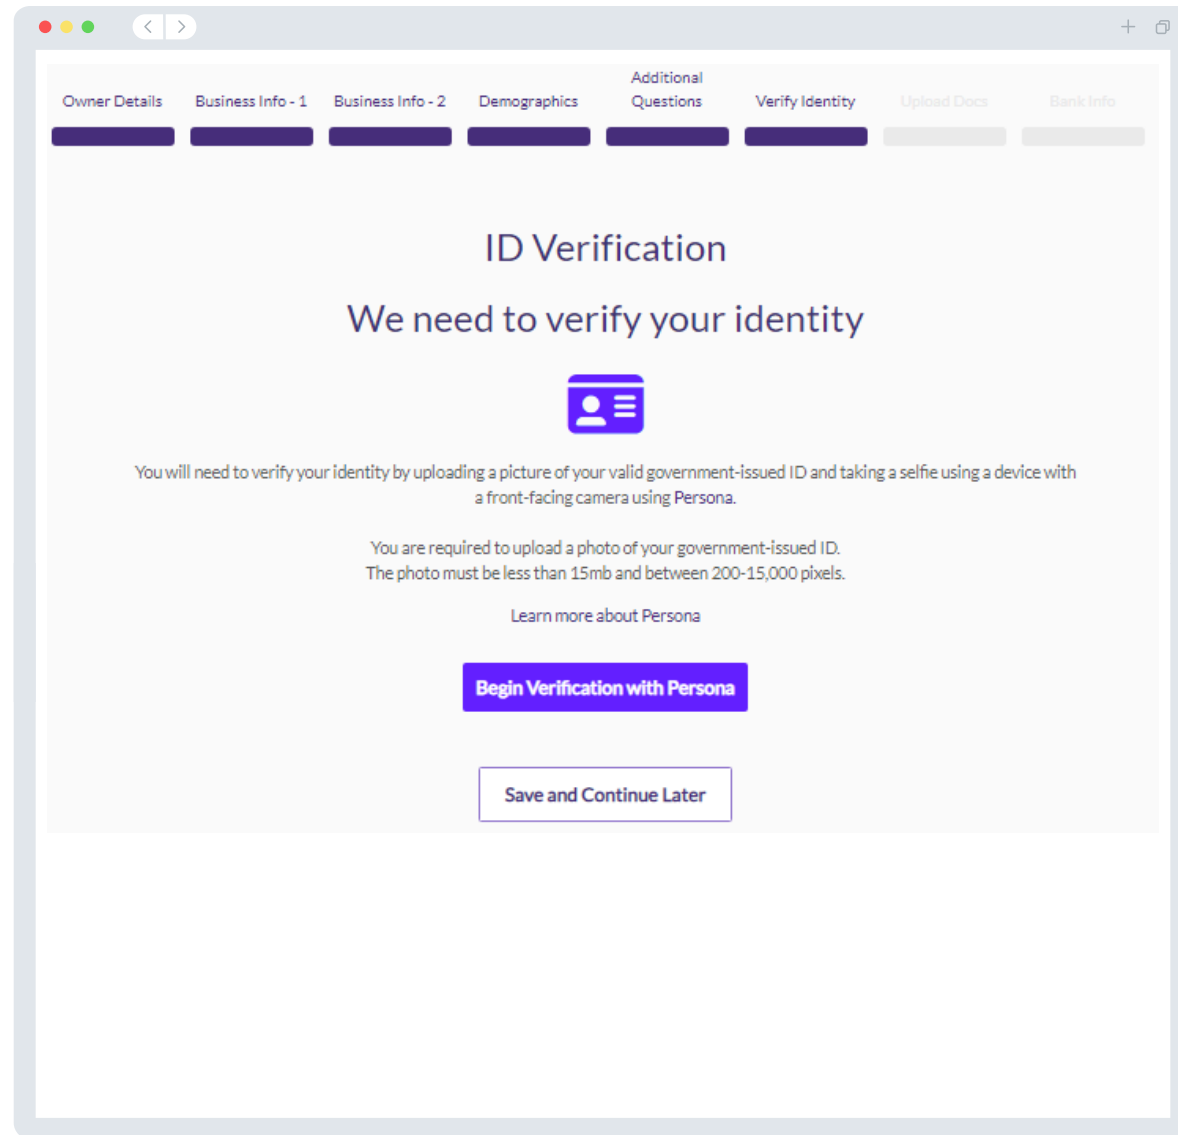 Owner Details
Business Info - 1
Business Info - 2
Demographics
Additional
Questions
Verify Identity
Upload Docs
Bank Info
ID Verification
We need to verify your identity
You will need to verify your identity by uploading a picture of your valid government-issued ID and taking a selfie using a device with
a front-facing camera using Persona.
You are required to upload a photo of your government-issued ID.
The photo must be less than 15mb and between 200-15,000 pixels.
Learn more about Persona
Begin Verification with Persona
Save and Continue Later